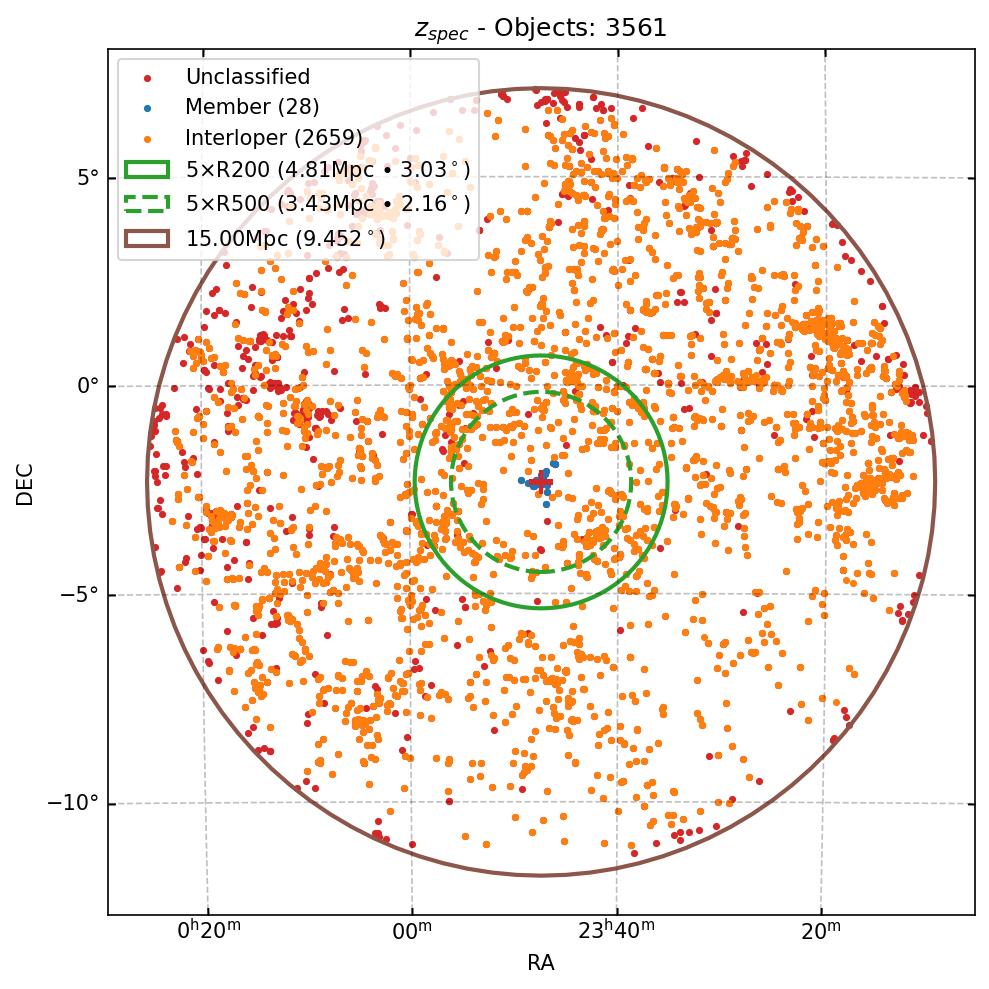 z_spec - Objects: 3561
Unclassified
Member (28)
Interloper (2659)
5×R200 (4.81Mpc • 3.03°)
5×R500 (3.43Mpc • 2.16°)
15.00Mpc (9.452°)
5°
0°
−5°
−10°
DEC
0ʰ20ᵐ 00ᵐ 23ʰ40ᵐ 20ᵐ
RA